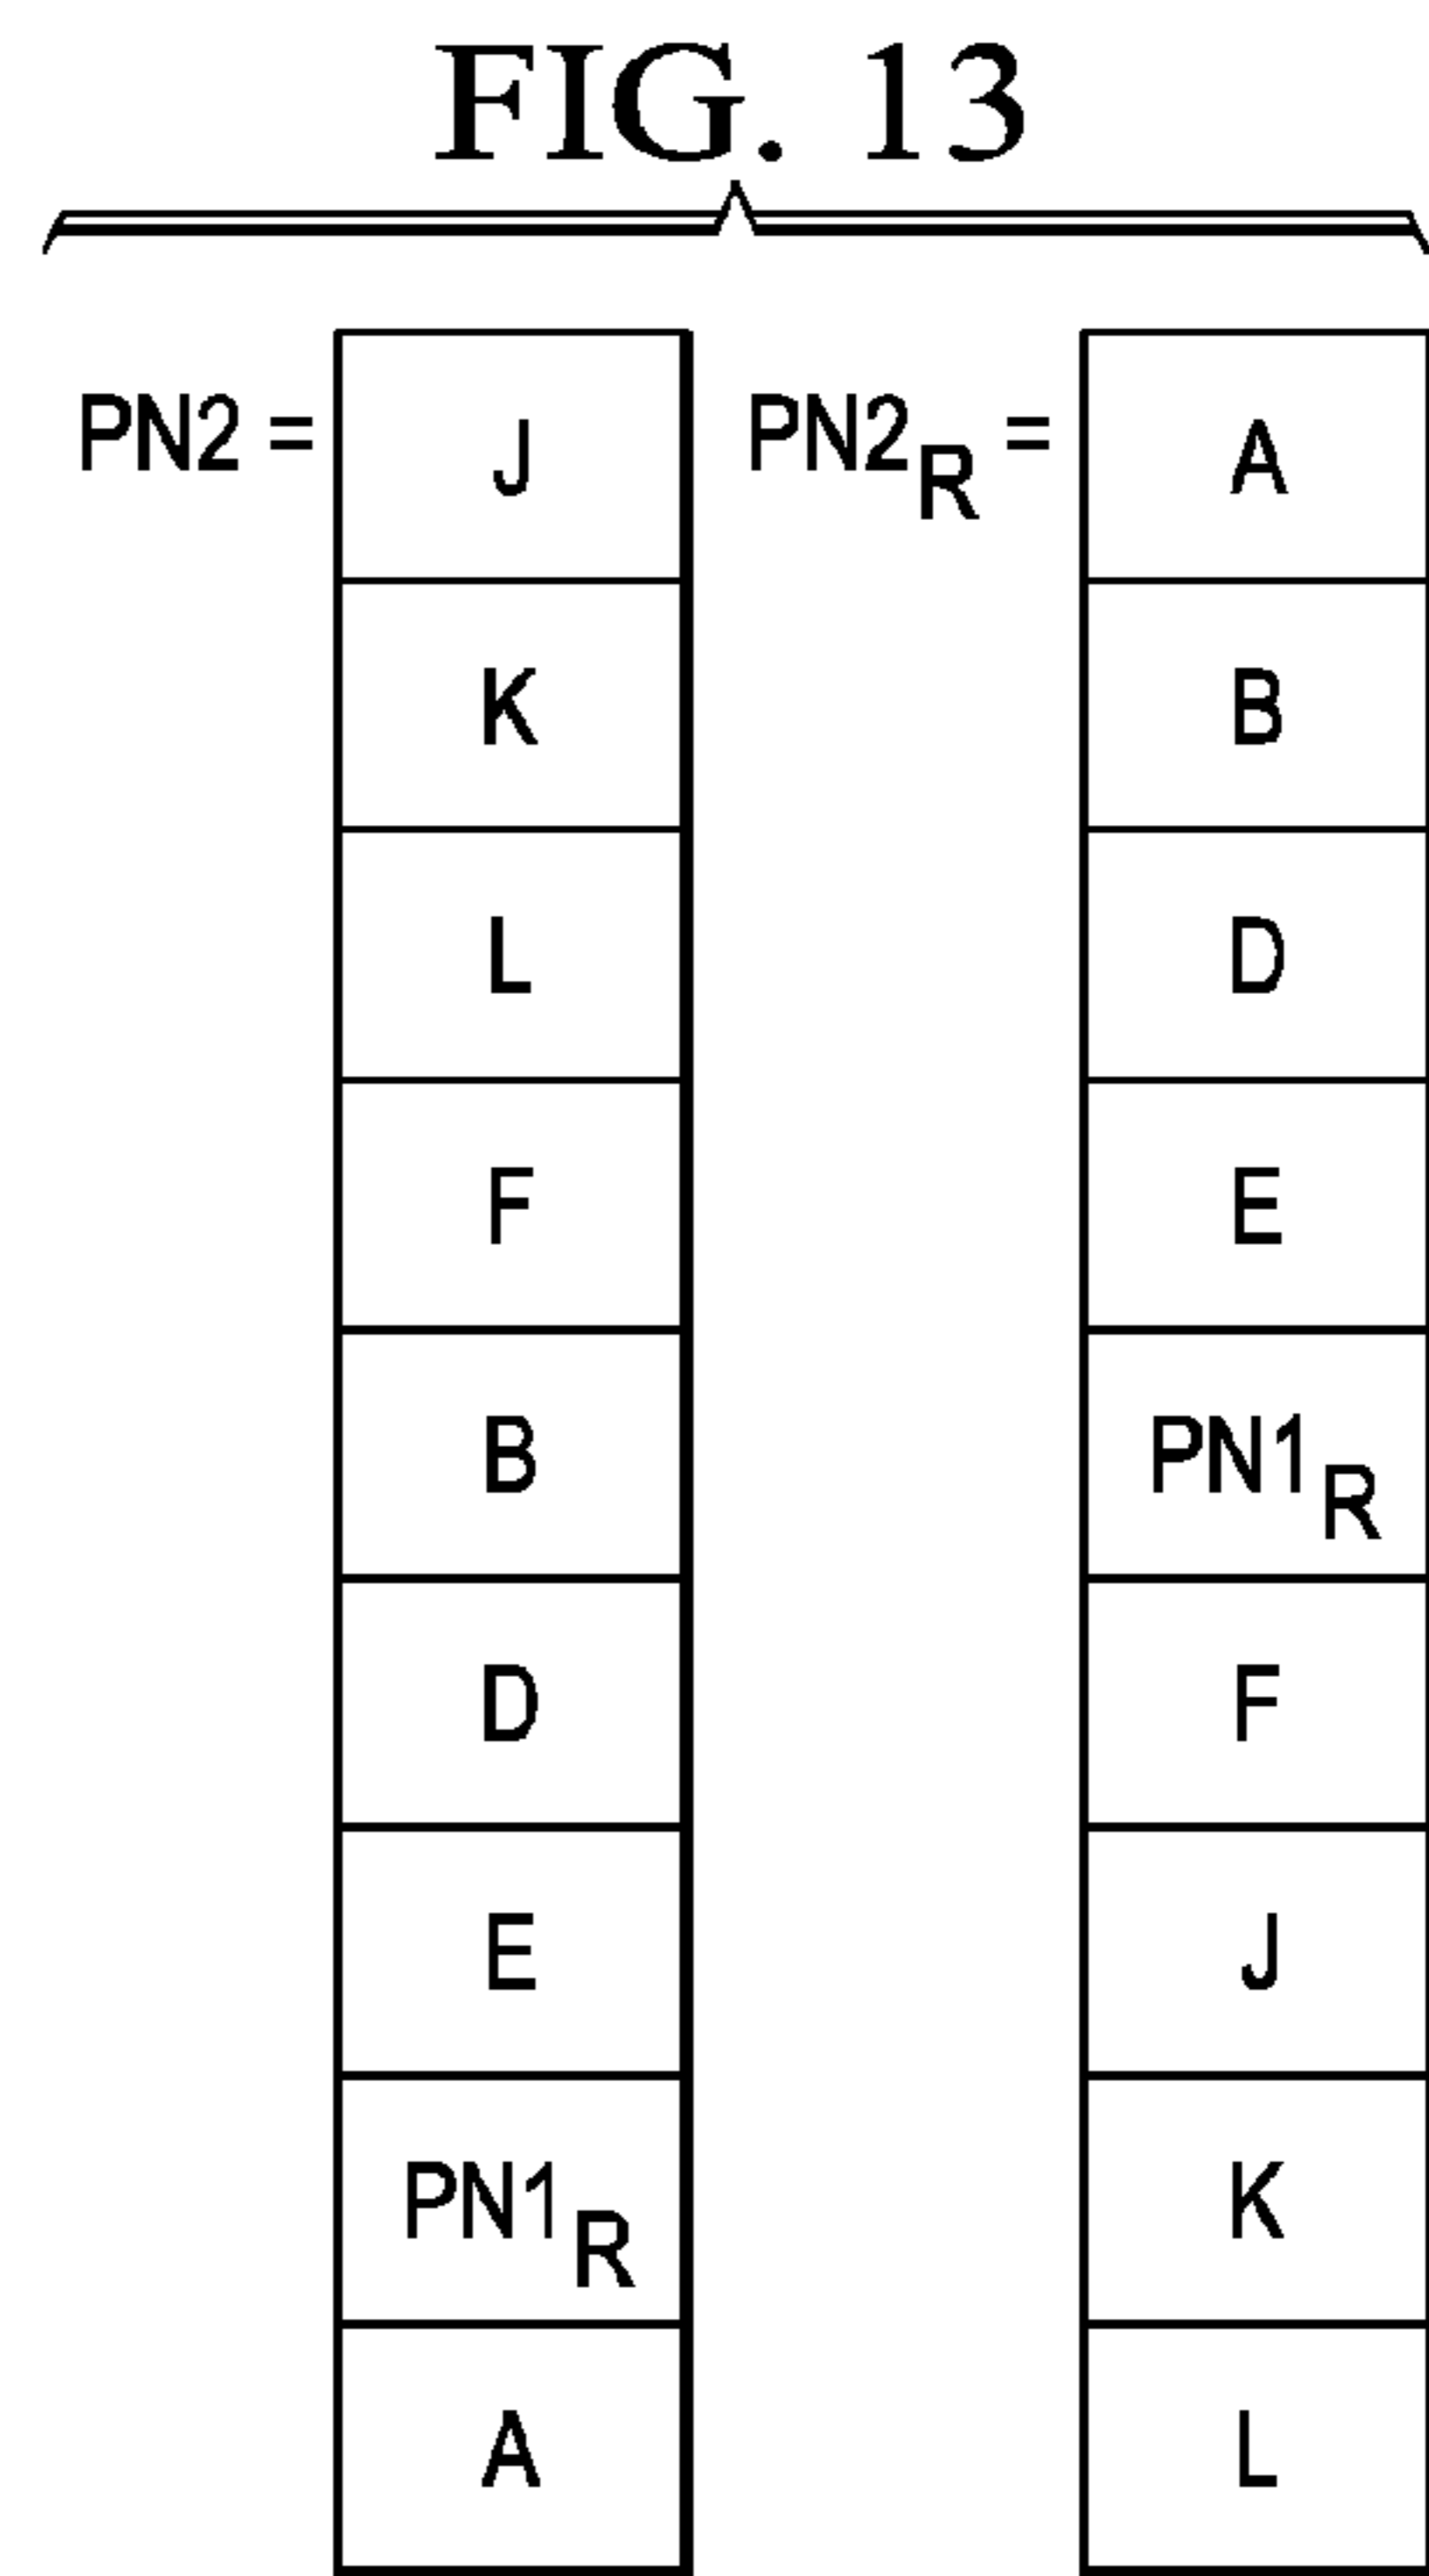 FIG. 13
PN2 = J PN2R = A
K B
L D
F E
B PN1R
D F
E J
PN1R K
A L